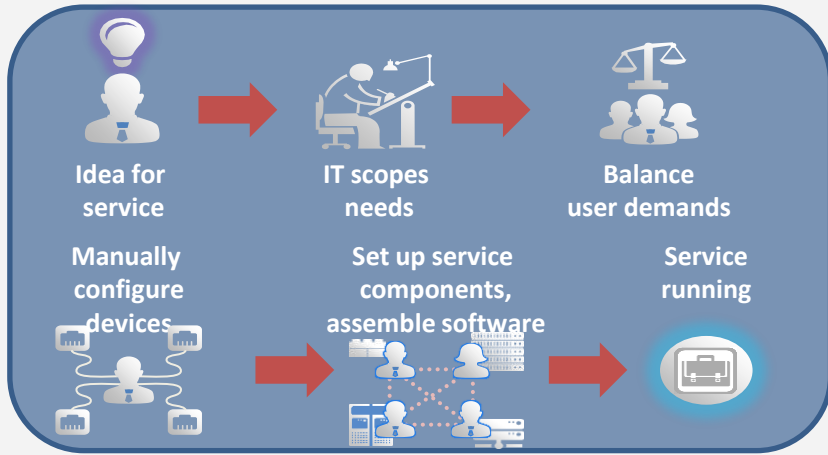 Idea for
service
IT scopes
needs
Balance
user demands
Manually
configure
devices
Set up service
components,
assemble software
Service
running